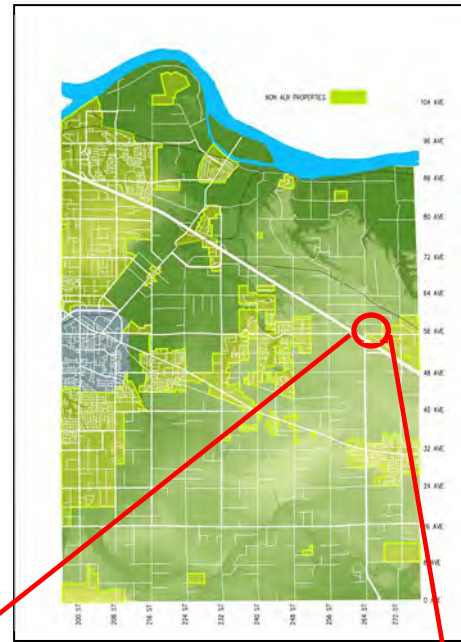 NON ALR PROPERTIES
104 AVE
96 AVE
88 AVE
80 AVE
72 AVE
64 AVE
56 AVE
48 AVE
40 AVE
32 AVE
24 AVE
16 AVE
8 AVE
0 AVE
200 ST
208 ST
216 ST
224 ST
232 ST
240 ST
248 ST
256 ST
264 ST
272 ST